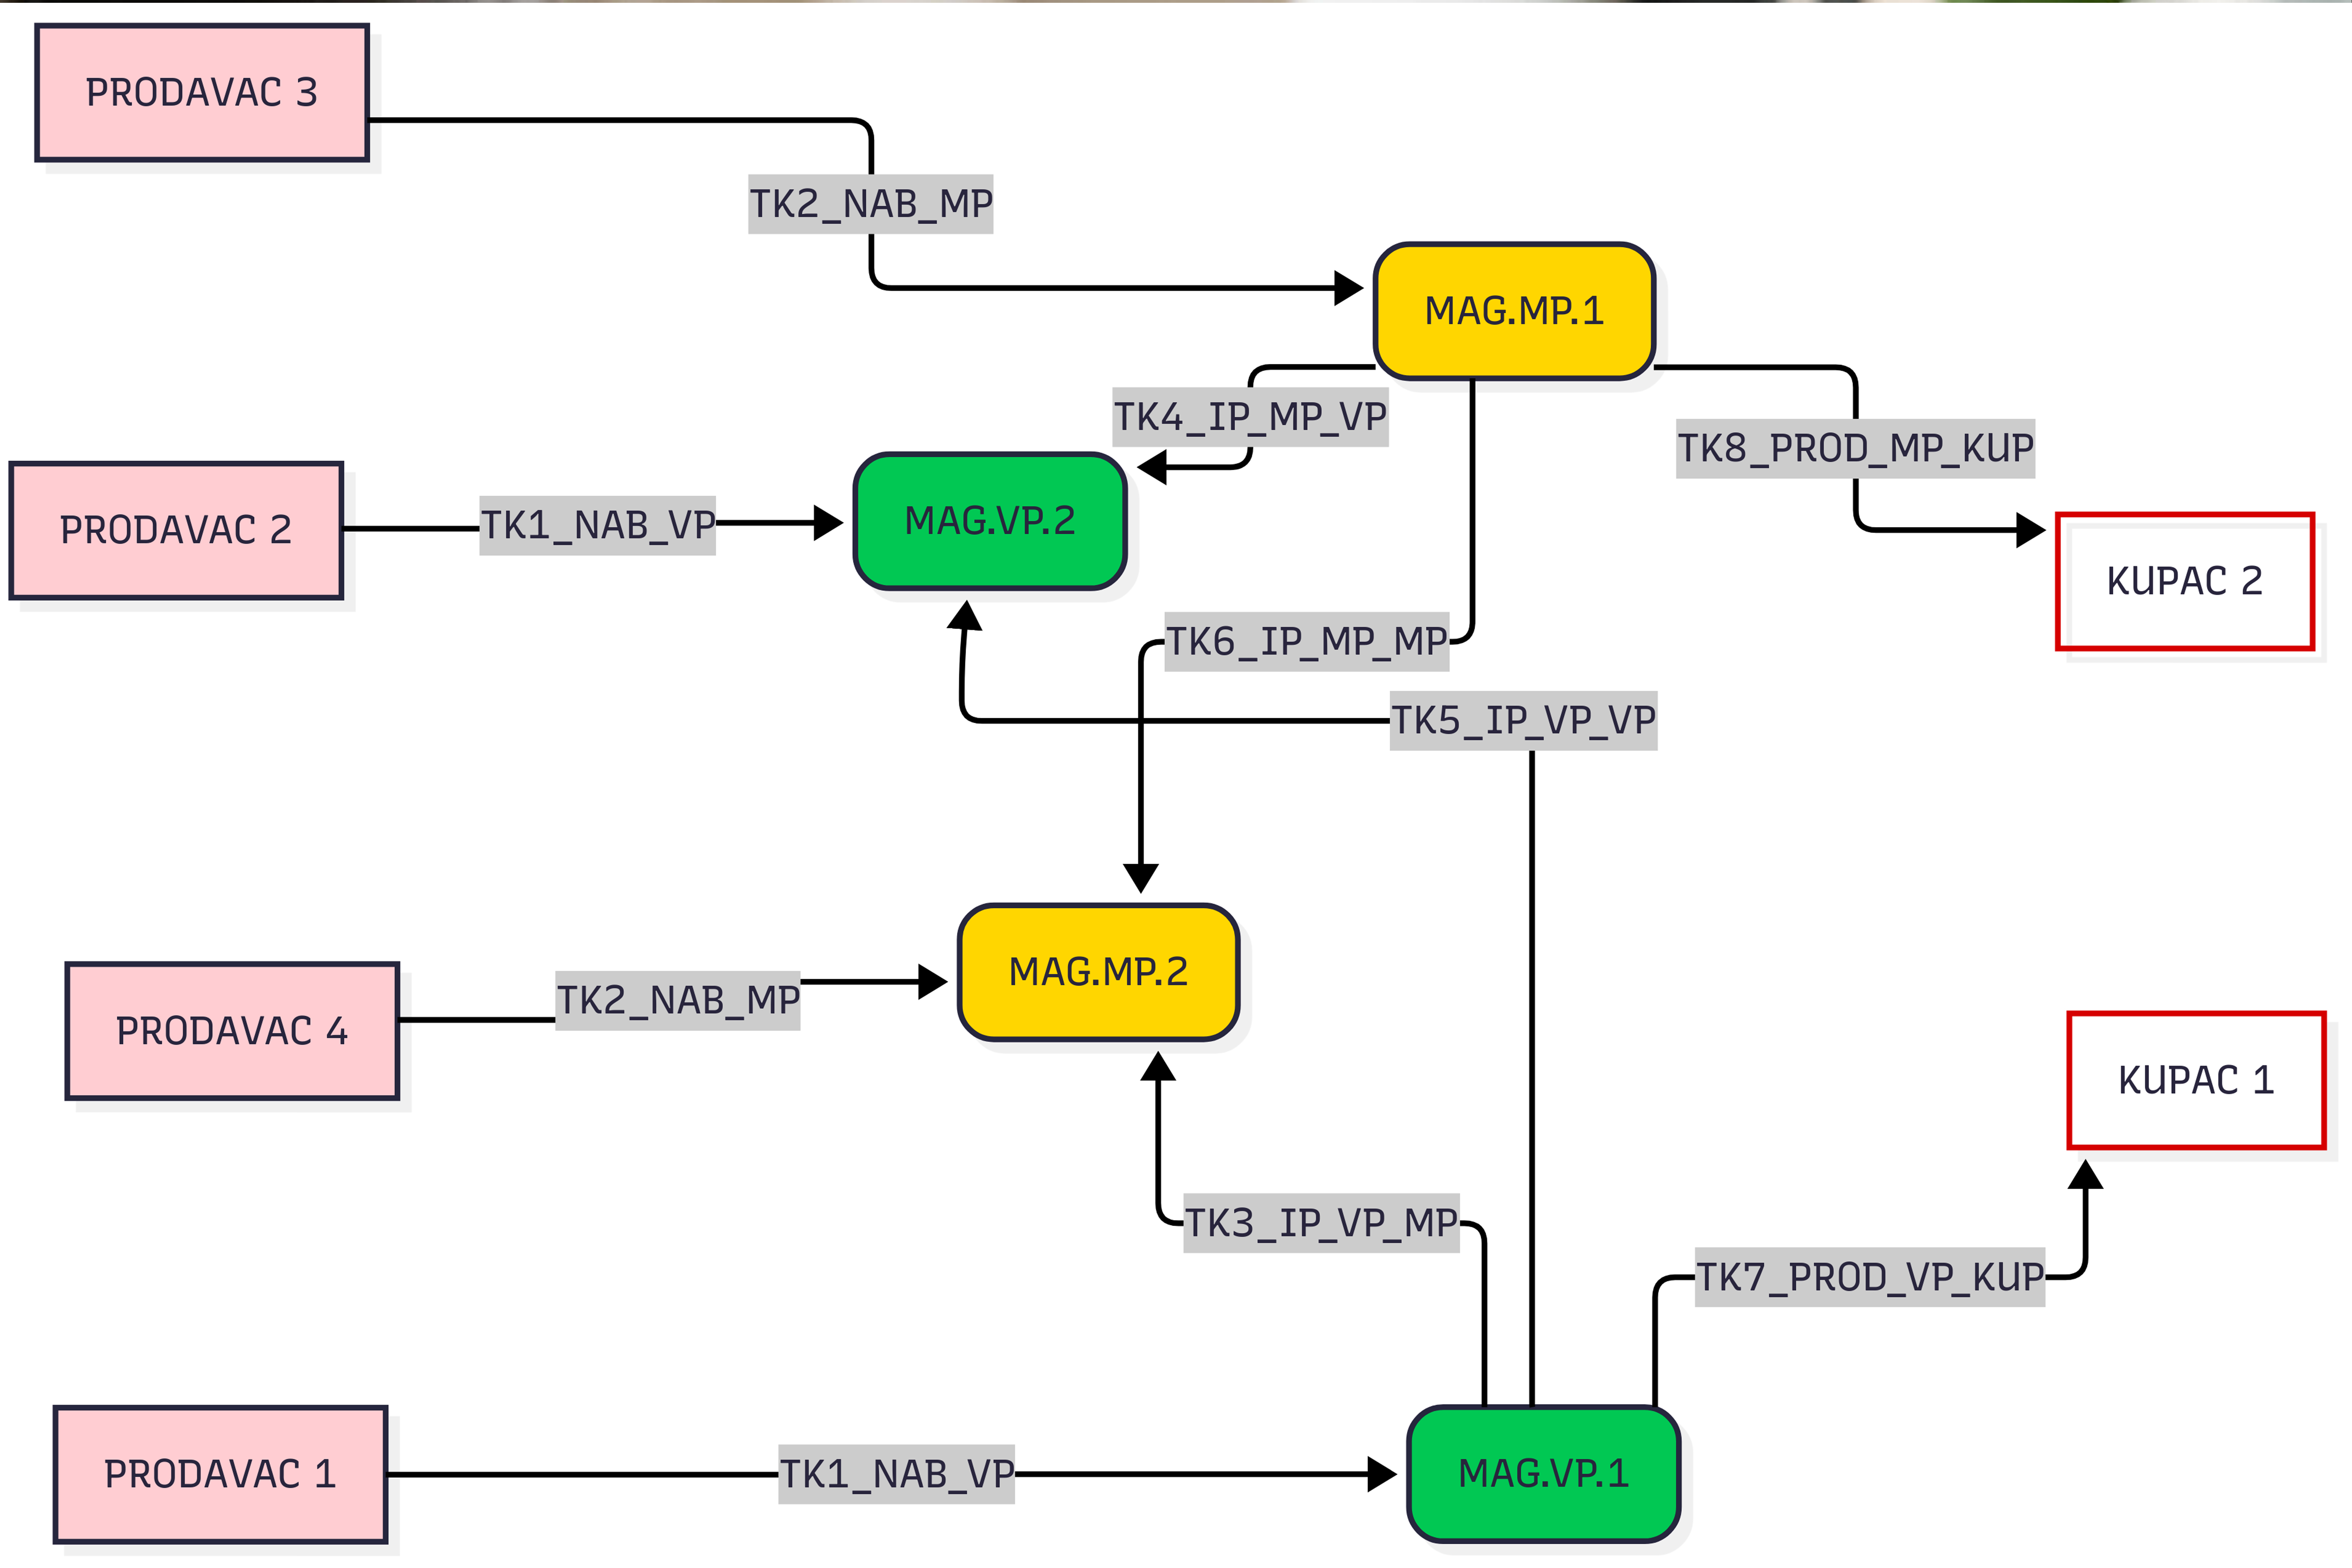 PRODAVAC 3
TK2_NAB_MP
MAG.MP.1
TK4_IP_MP_VP
TK8_PROD_MP_KUP
PRODAVAC 2
TK1_NAB_VP
MAG.VP.2
KUPAC 2
TK6_IP_MP_MP
TK5_IP_VP_VP
MAG.MP.2
PRODAVAC 4
TK2_NAB_MP
KUPAC 1
TK3_IP_VP_MP
TK7_PROD_VP_KUP
PRODAVAC 1
TK1_NAB_VP
MAG.VP.1